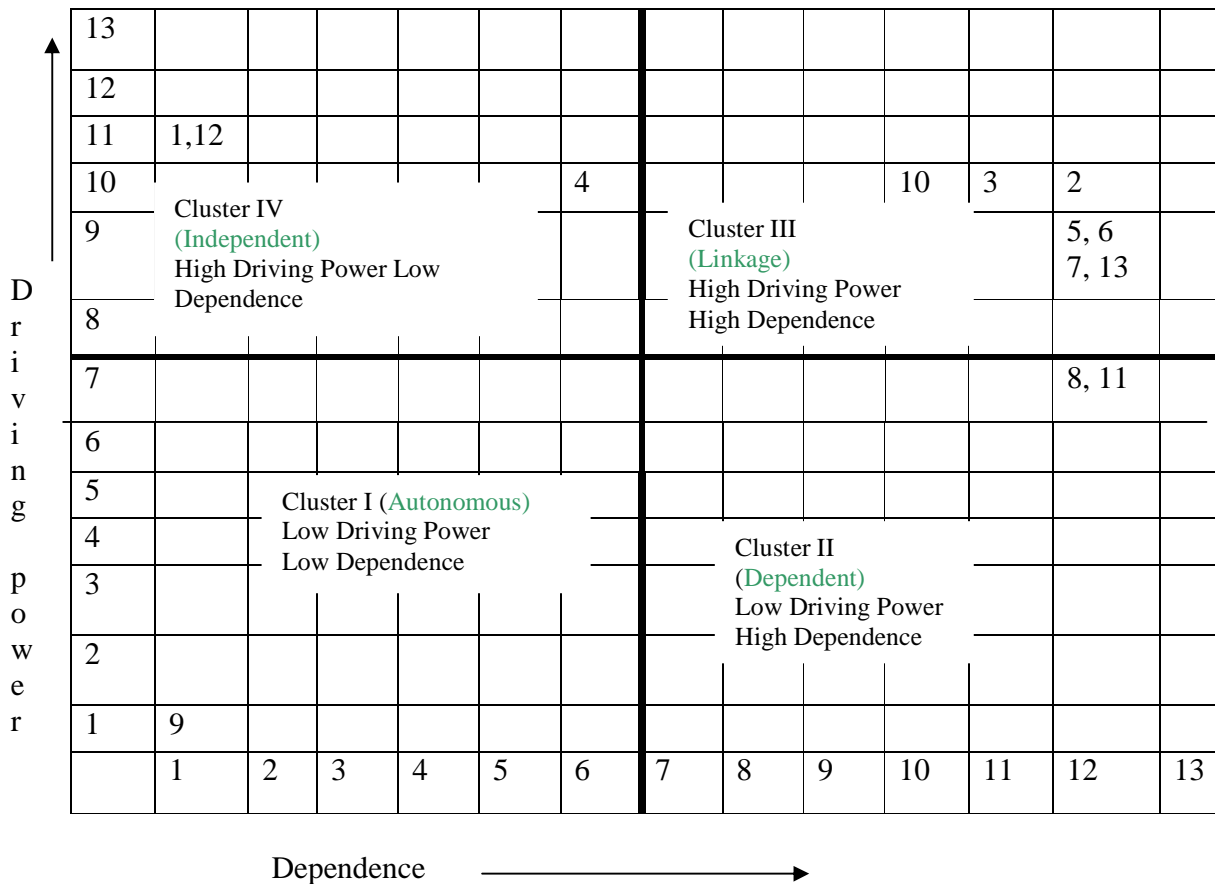 13
12
11 1,12
10 4 10 3 2
Cluster IV
(Independent)
High Driving Power Low
Dependence
Cluster III
(Linkage)
High Driving Power
High Dependence
9 5, 6
7, 13
8
7 8, 11
6
5
Cluster I (Autonomous)
Low Driving Power
Low Dependence
4
3
Cluster II
(Dependent)
Low Driving Power
High Dependence
2
1 9
1 2 3 4 5 6 7 8 9 10 11 12 13
Driving power
Dependence